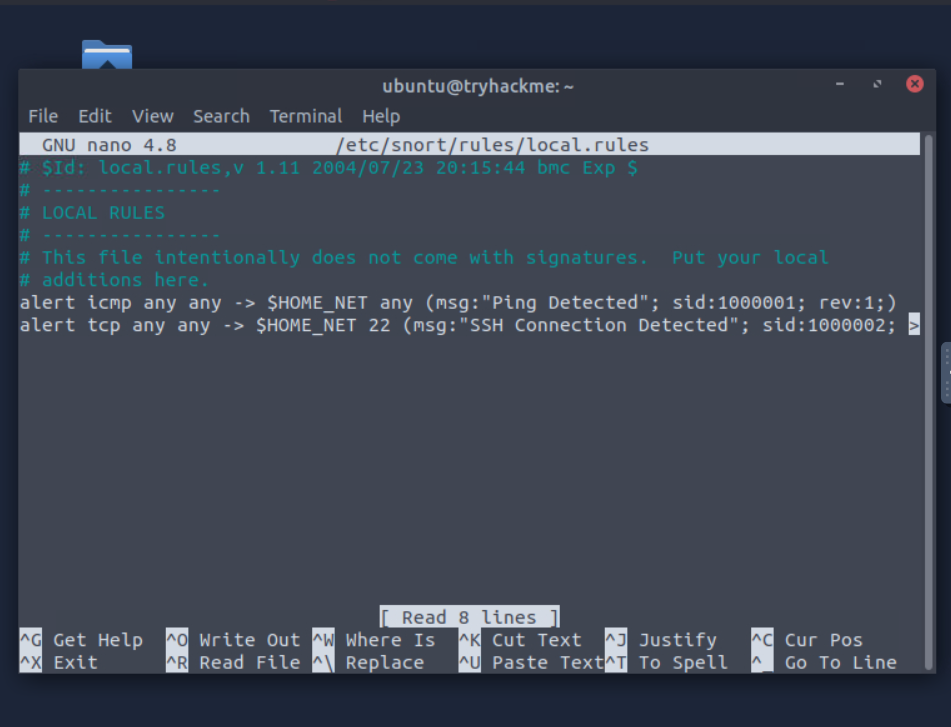 ubuntu@tryhackme: ~
File Edit View Search Terminal Help
GNU nano 4.8 /etc/snort/rules/local.rules
# $Id: local.rules,v 1.11 2004/07/23 20:15:44 bmc Exp $
# ----------------
# LOCAL RULES
# ----------------
# This file intentionally does not come with signatures.  Put your local
# additions here.
alert icmp any any -> $HOME_NET any (msg:"Ping Detected"; sid:1000001; rev:1;)
alert tcp any any -> $HOME_NET 22 (msg:"SSH Connection Detected"; sid:1000002; >
[ Read 8 lines ]
^G Get Help ^O Write Out ^W Where Is ^K Cut Text ^J Justify ^C Cur Pos
^X Exit ^R Read File ^\ Replace ^U Paste Text ^T To Spell ^_ Go To Line